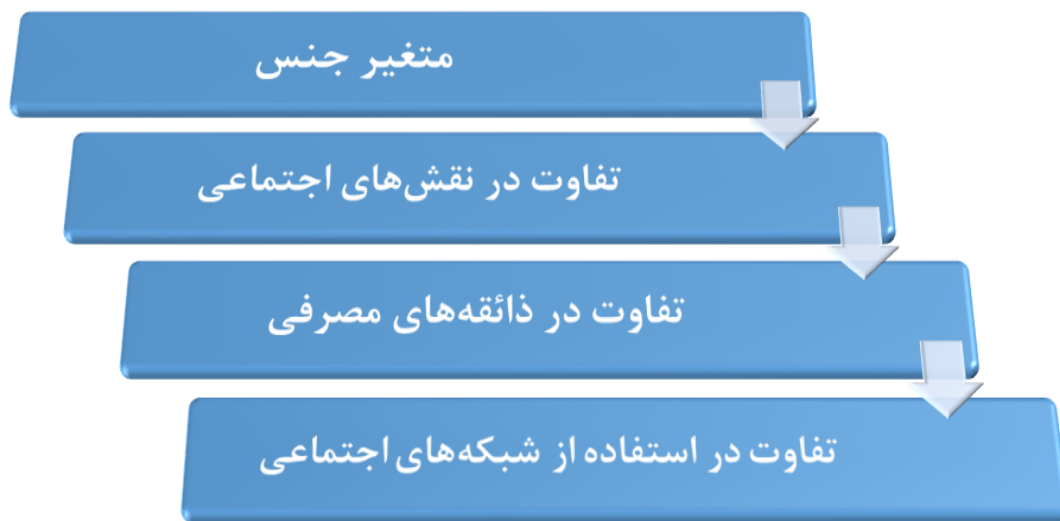 متغیر جنس
تفاوت در نقش‌های اجتماعی
تفاوت در ذائقه‌های مصرفی
تفاوت در استفاده از شبکه‌های اجتماعی